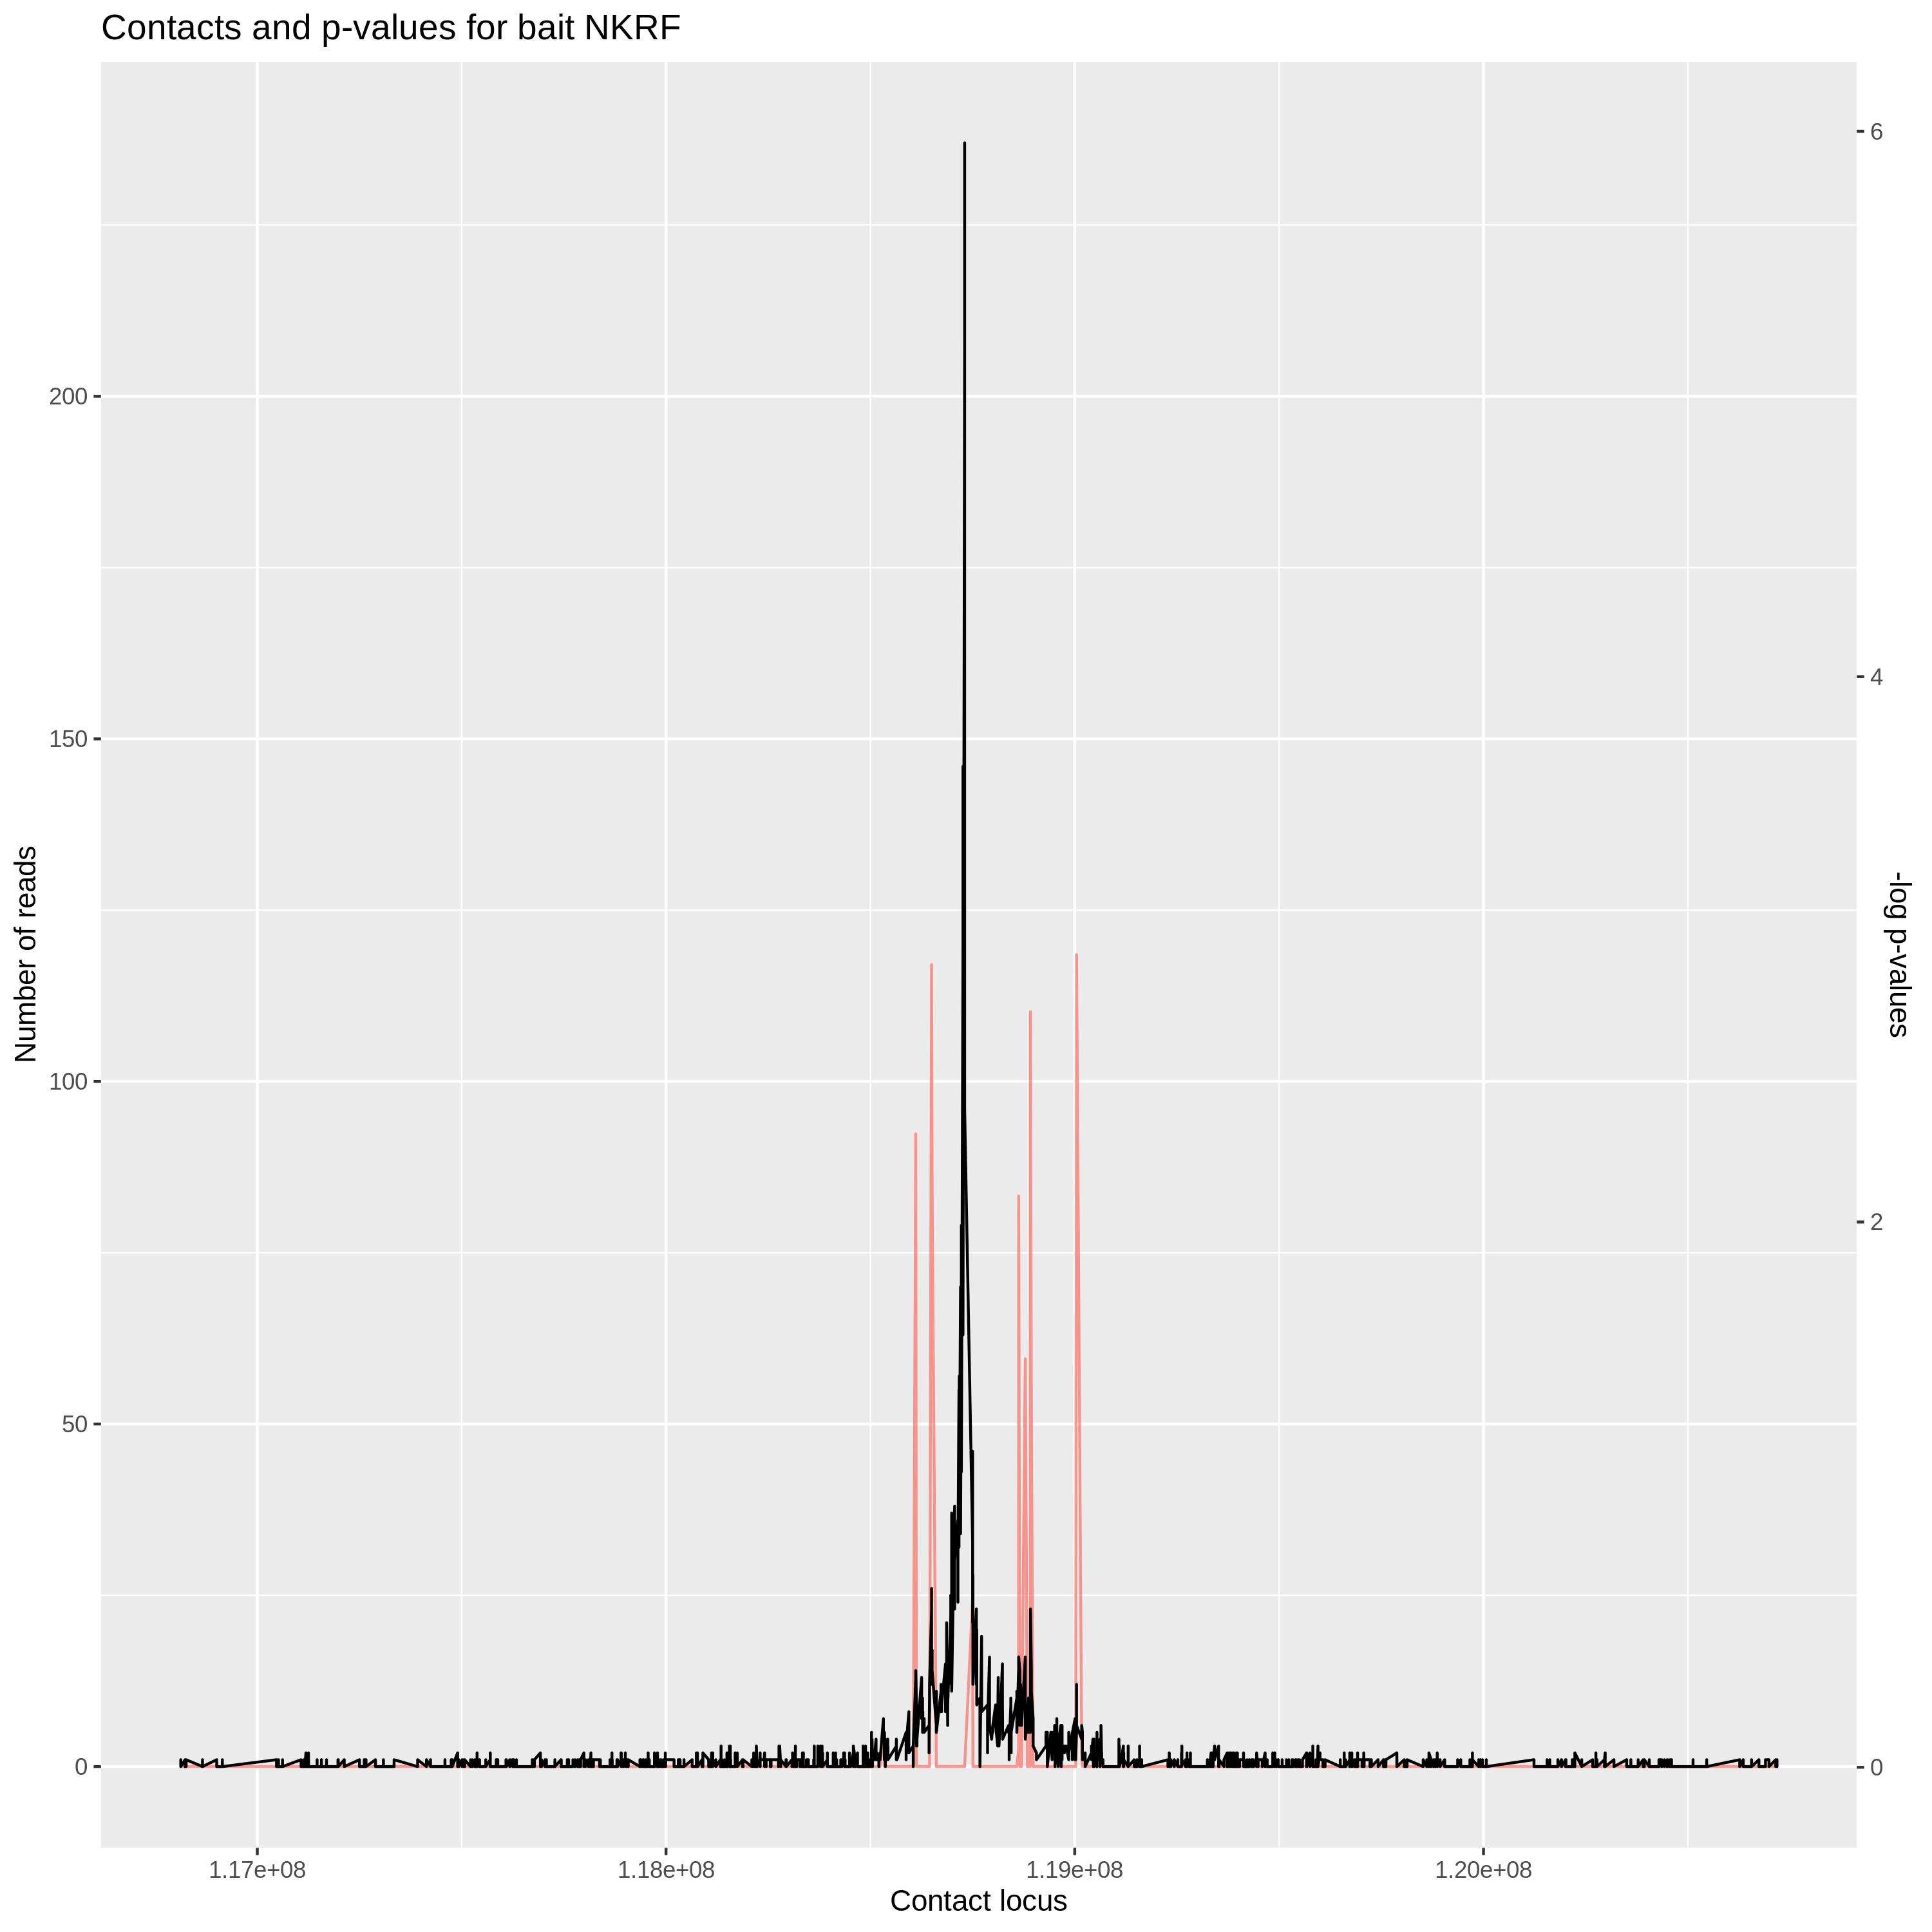 Contacts and p-values for bait NKRF
Number of reads
200
150
100
50
0
6
4
2
0
-log p-values
1.17e+08
1.18e+08
1.19e+08
1.20e+08
Contact locus